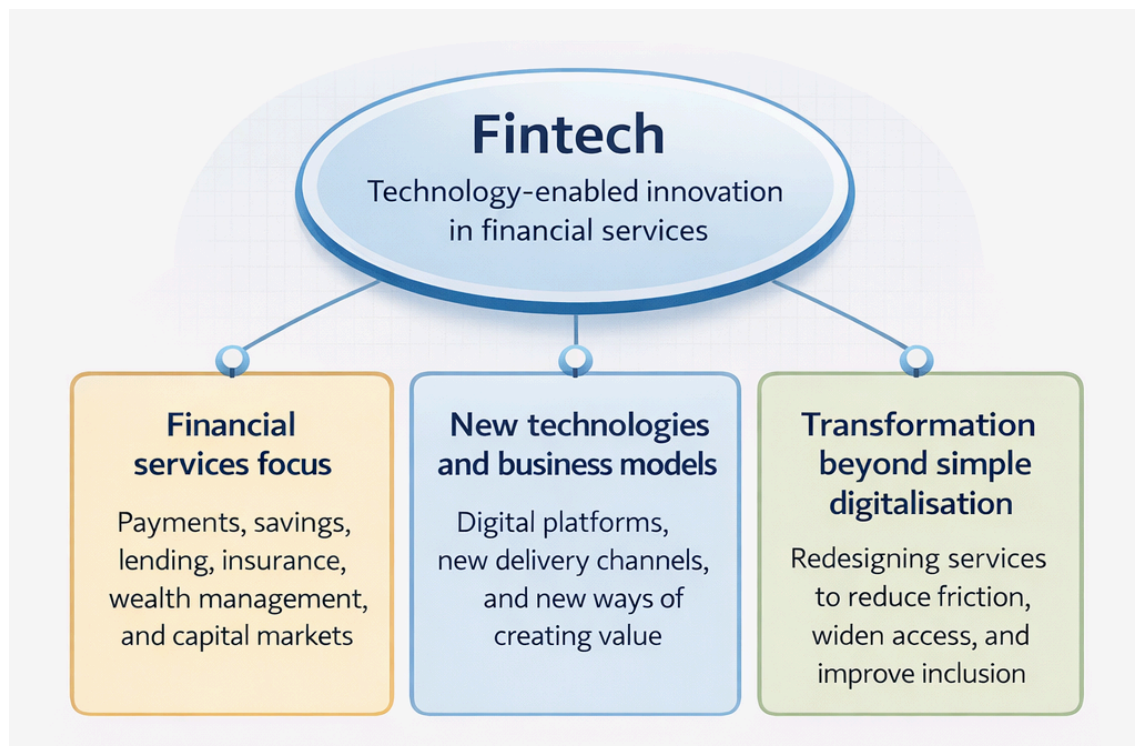 Fintech
Technology-enabled innovation
in financial services
Financial
services focus
Payments, savings,
lending, insurance,
wealth management,
and capital markets
New technologies
and business models
Digital platforms,
new delivery channels,
and new ways of
creating value
Transformation
beyond simple
digitalisation
Redesigning services
to reduce friction,
widen access, and
improve inclusion